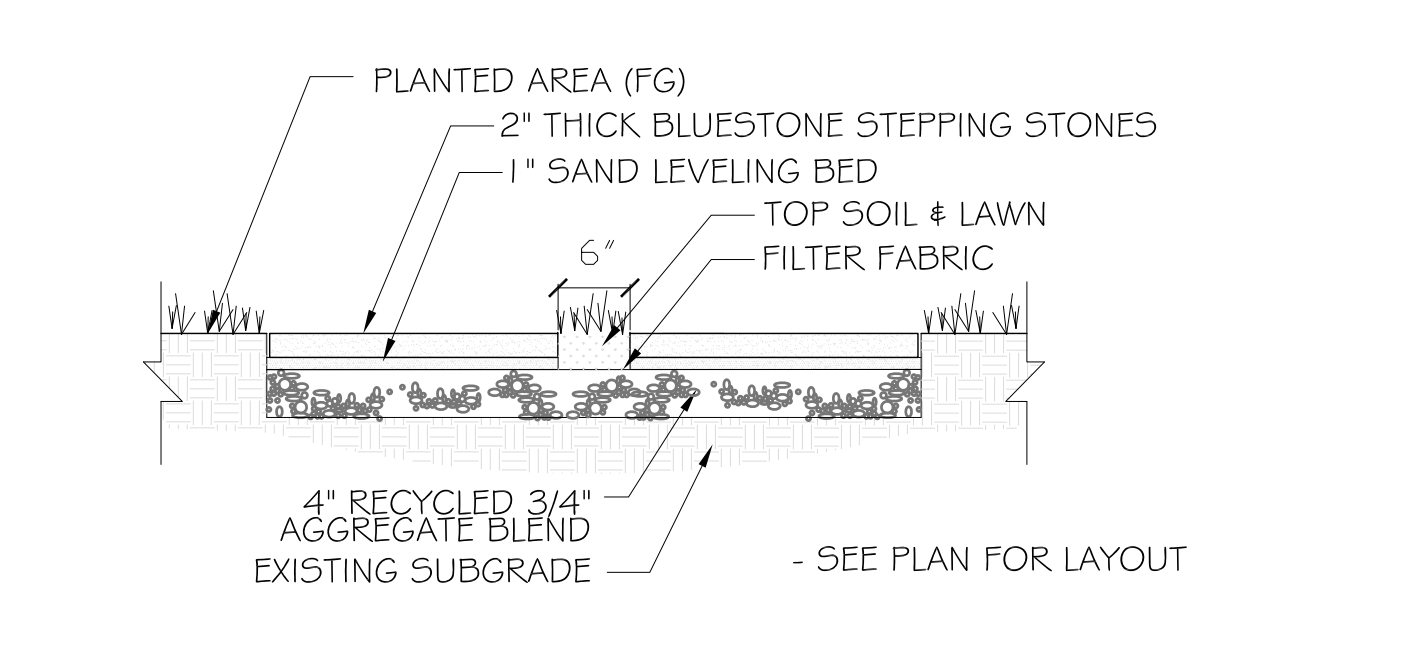 PLANTED AREA (FG)
2" THICK BLUESTONE STEPPING STONES
1" SAND LEVELING BED
TOP SOIL & LAWN
FILTER FABRIC
6"
4" RECYCLED 3/4"
AGGREGATE BLEND
EXISTING SUBGRADE
- SEE PLAN FOR LAYOUT